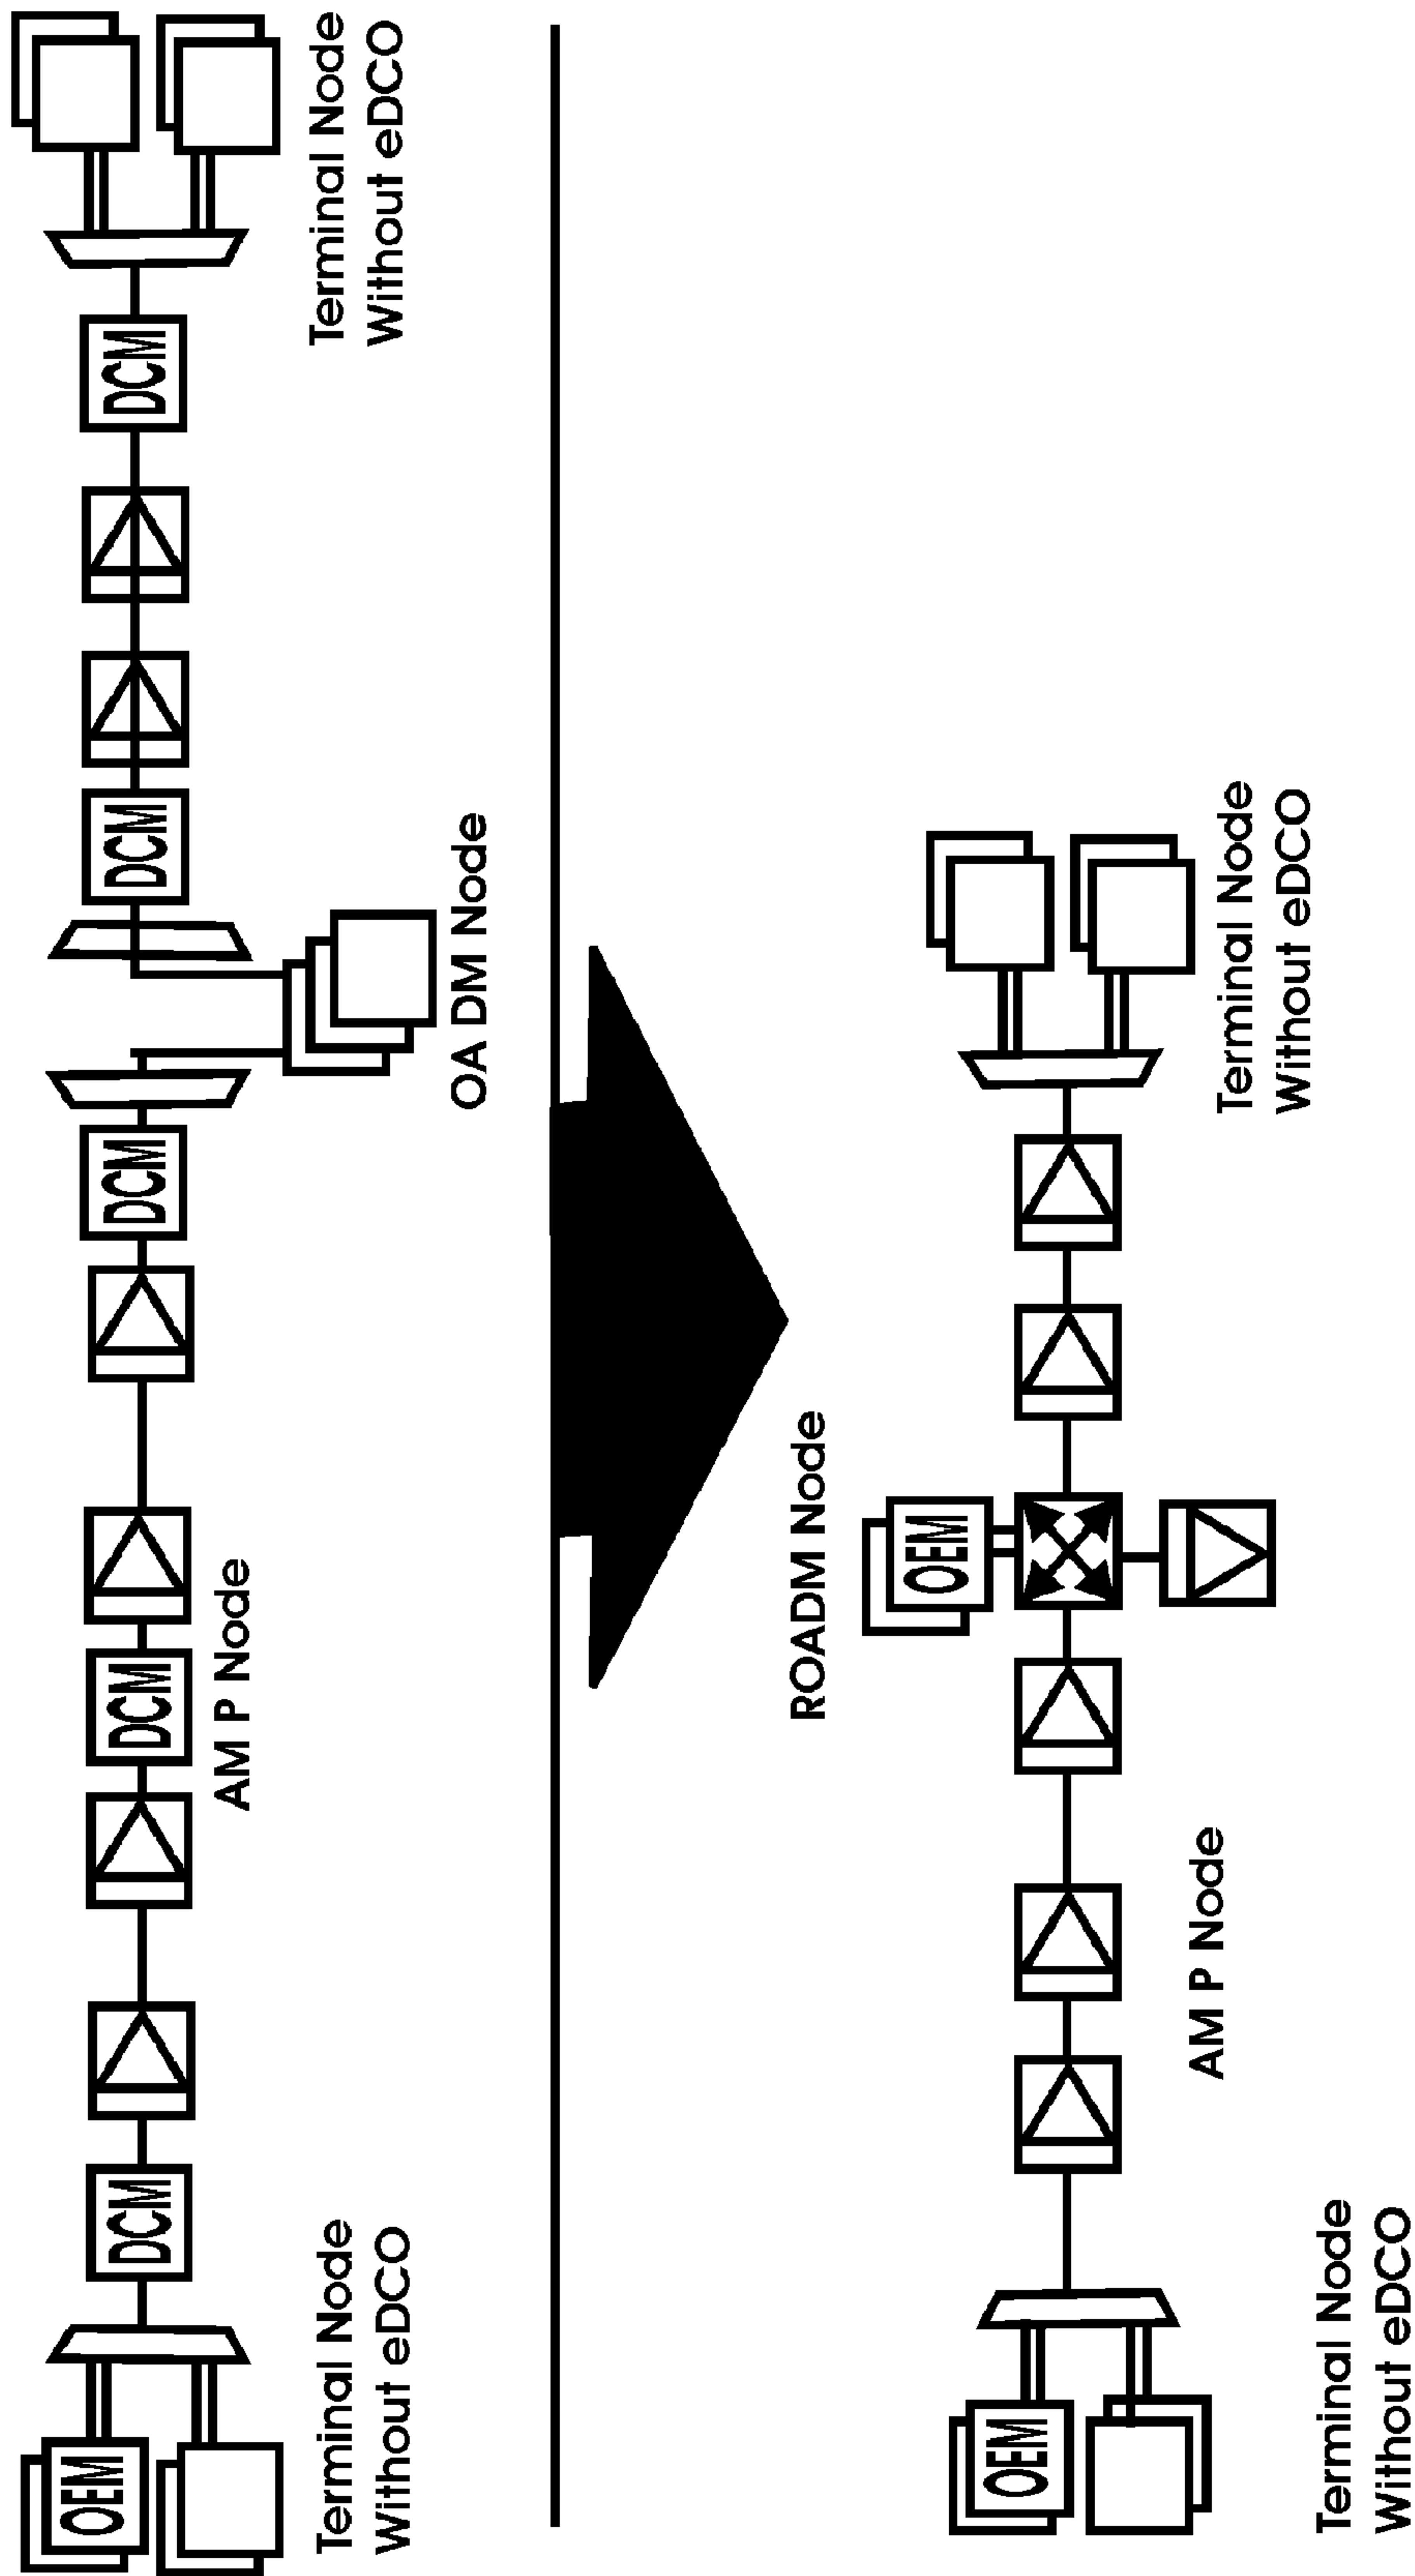 OEM
DCM
DCM
DCM
DCM
DCM
Terminal Node
Without eDCO
AM P Node
OA DM Node
Terminal Node
Without eDCO
ROADM Node
OEM
OEM
AM P Node
Terminal Node
Without eDCO
Terminal Node
Without eDCO